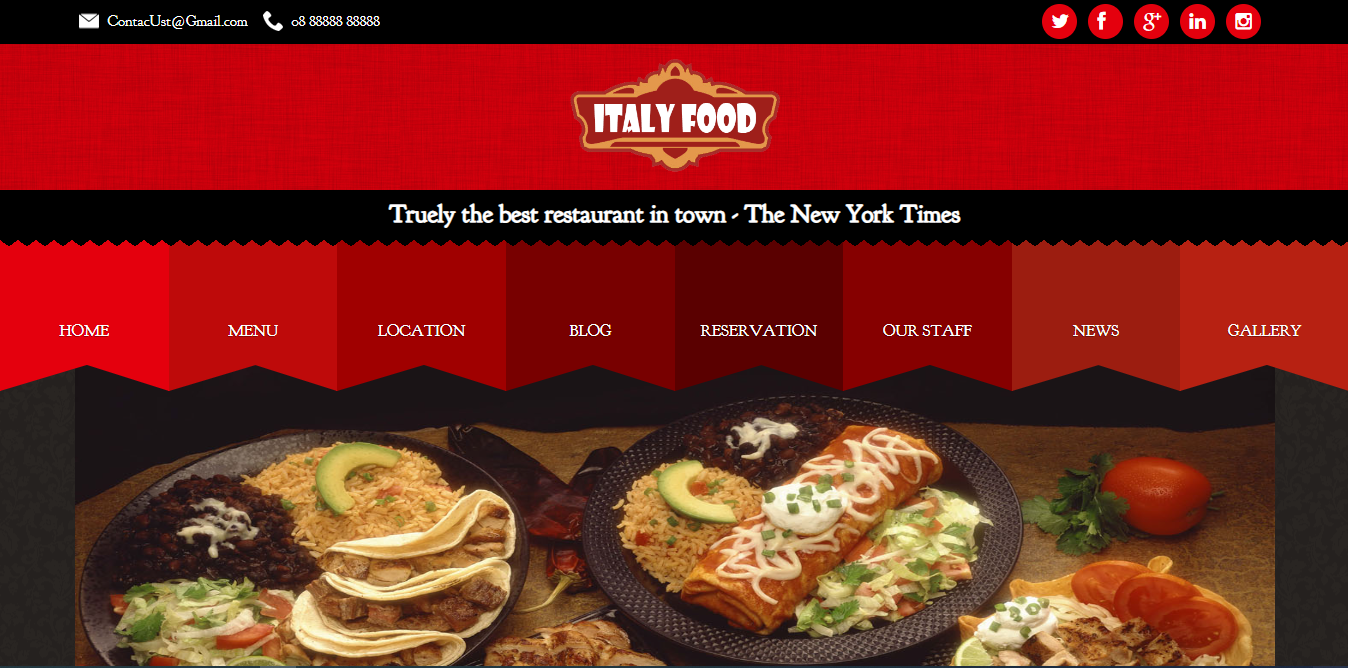 ContacUst@Gmail.com 08 88888 88888
ITALY FOOD
Truely the best restaurant in town - The New York Times
HOME MENU LOCATION BLOG RESERVATION OUR STAFF NEWS GALLERY